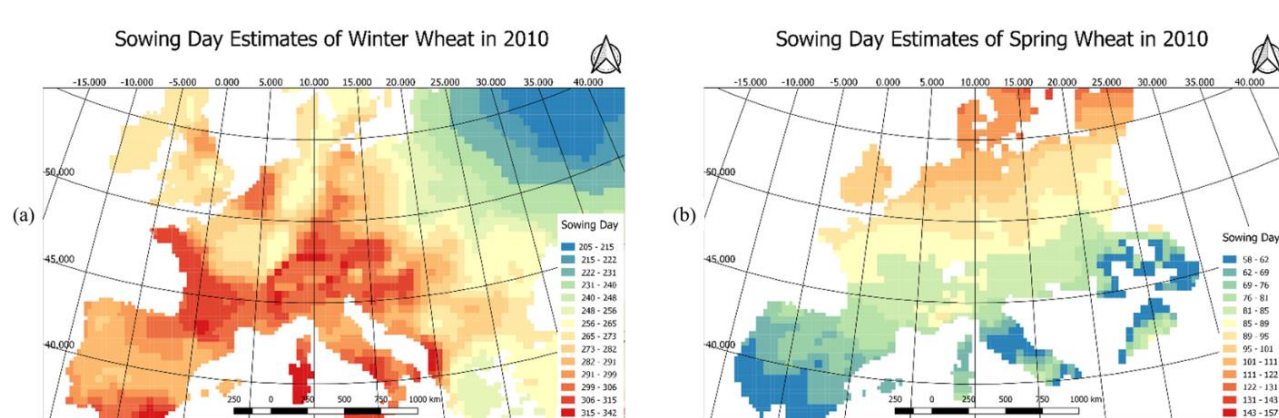 Sowing Day Estimates of Winter Wheat in 2010
-15.000 -10.000 -5.000 0.000 5.000 10.000 15.000 20.000 25.000 30.000 35.000 40.000
50.000
45.000
40.000
(a)
Sowing Day
205 - 215
215 - 222
222 - 231
231 - 240
240 - 248
248 - 256
256 - 265
265 - 273
273 - 282
282 - 291
291 - 299
299 - 306
306 - 315
315 - 342
250 0 250 500 750 1000 km
Sowing Day Estimates of Spring Wheat in 2010
-15.000 -10.000 -5.000 0.000 5.000 10.000 15.000 20.000 25.000 30.000 35.000 40.000
50.000
45.000
40.000
(b)
Sowing Day
58 - 62
62 - 69
69 - 76
76 - 81
81 - 85
85 - 89
89 - 95
95 - 101
101 - 111
111 - 122
122 - 131
131 - 143
143 - 157
250 0 250 500 750 1000 km